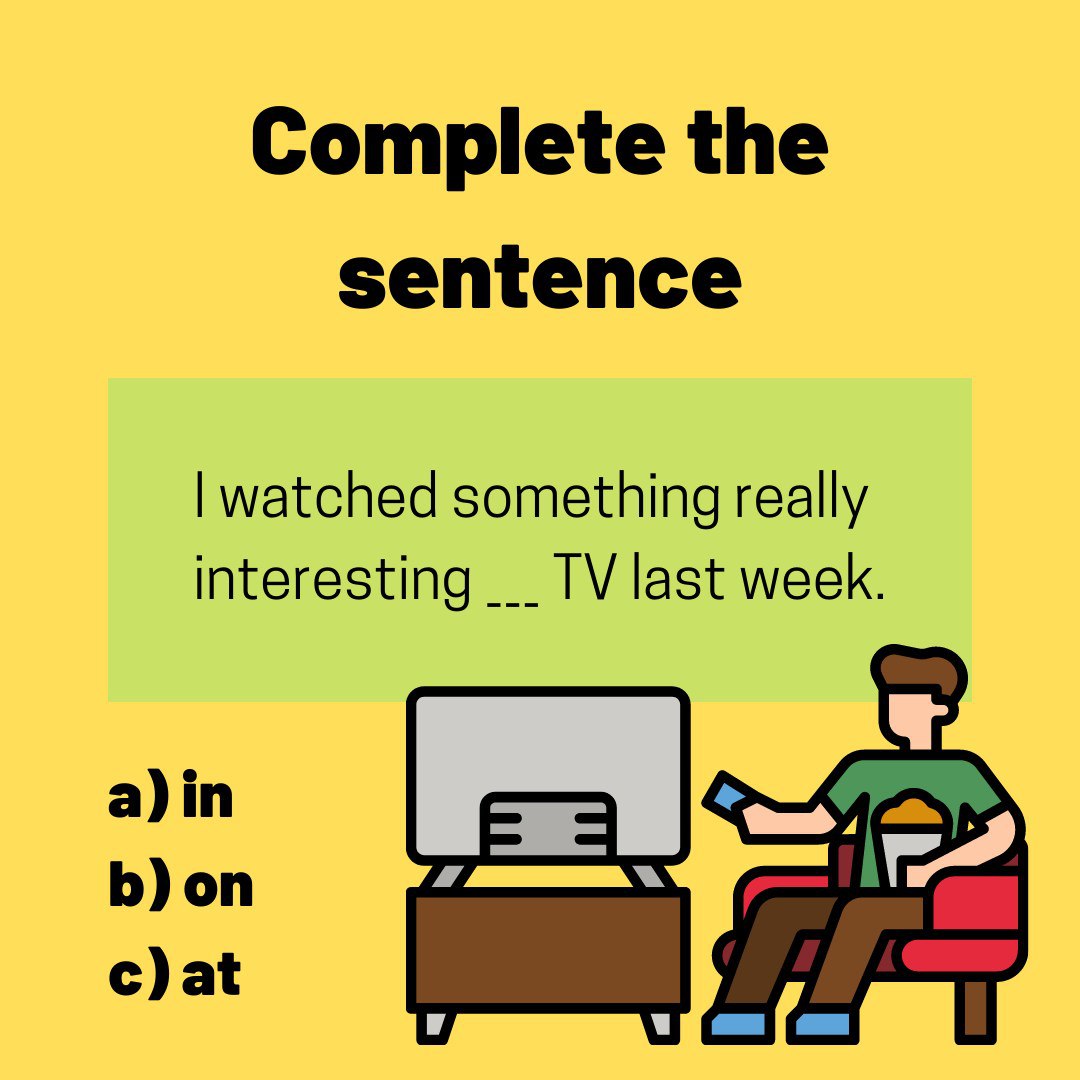 Complete the
sentence
I watched something really
interesting ___ TV last week.
a) in
b) on
c) at